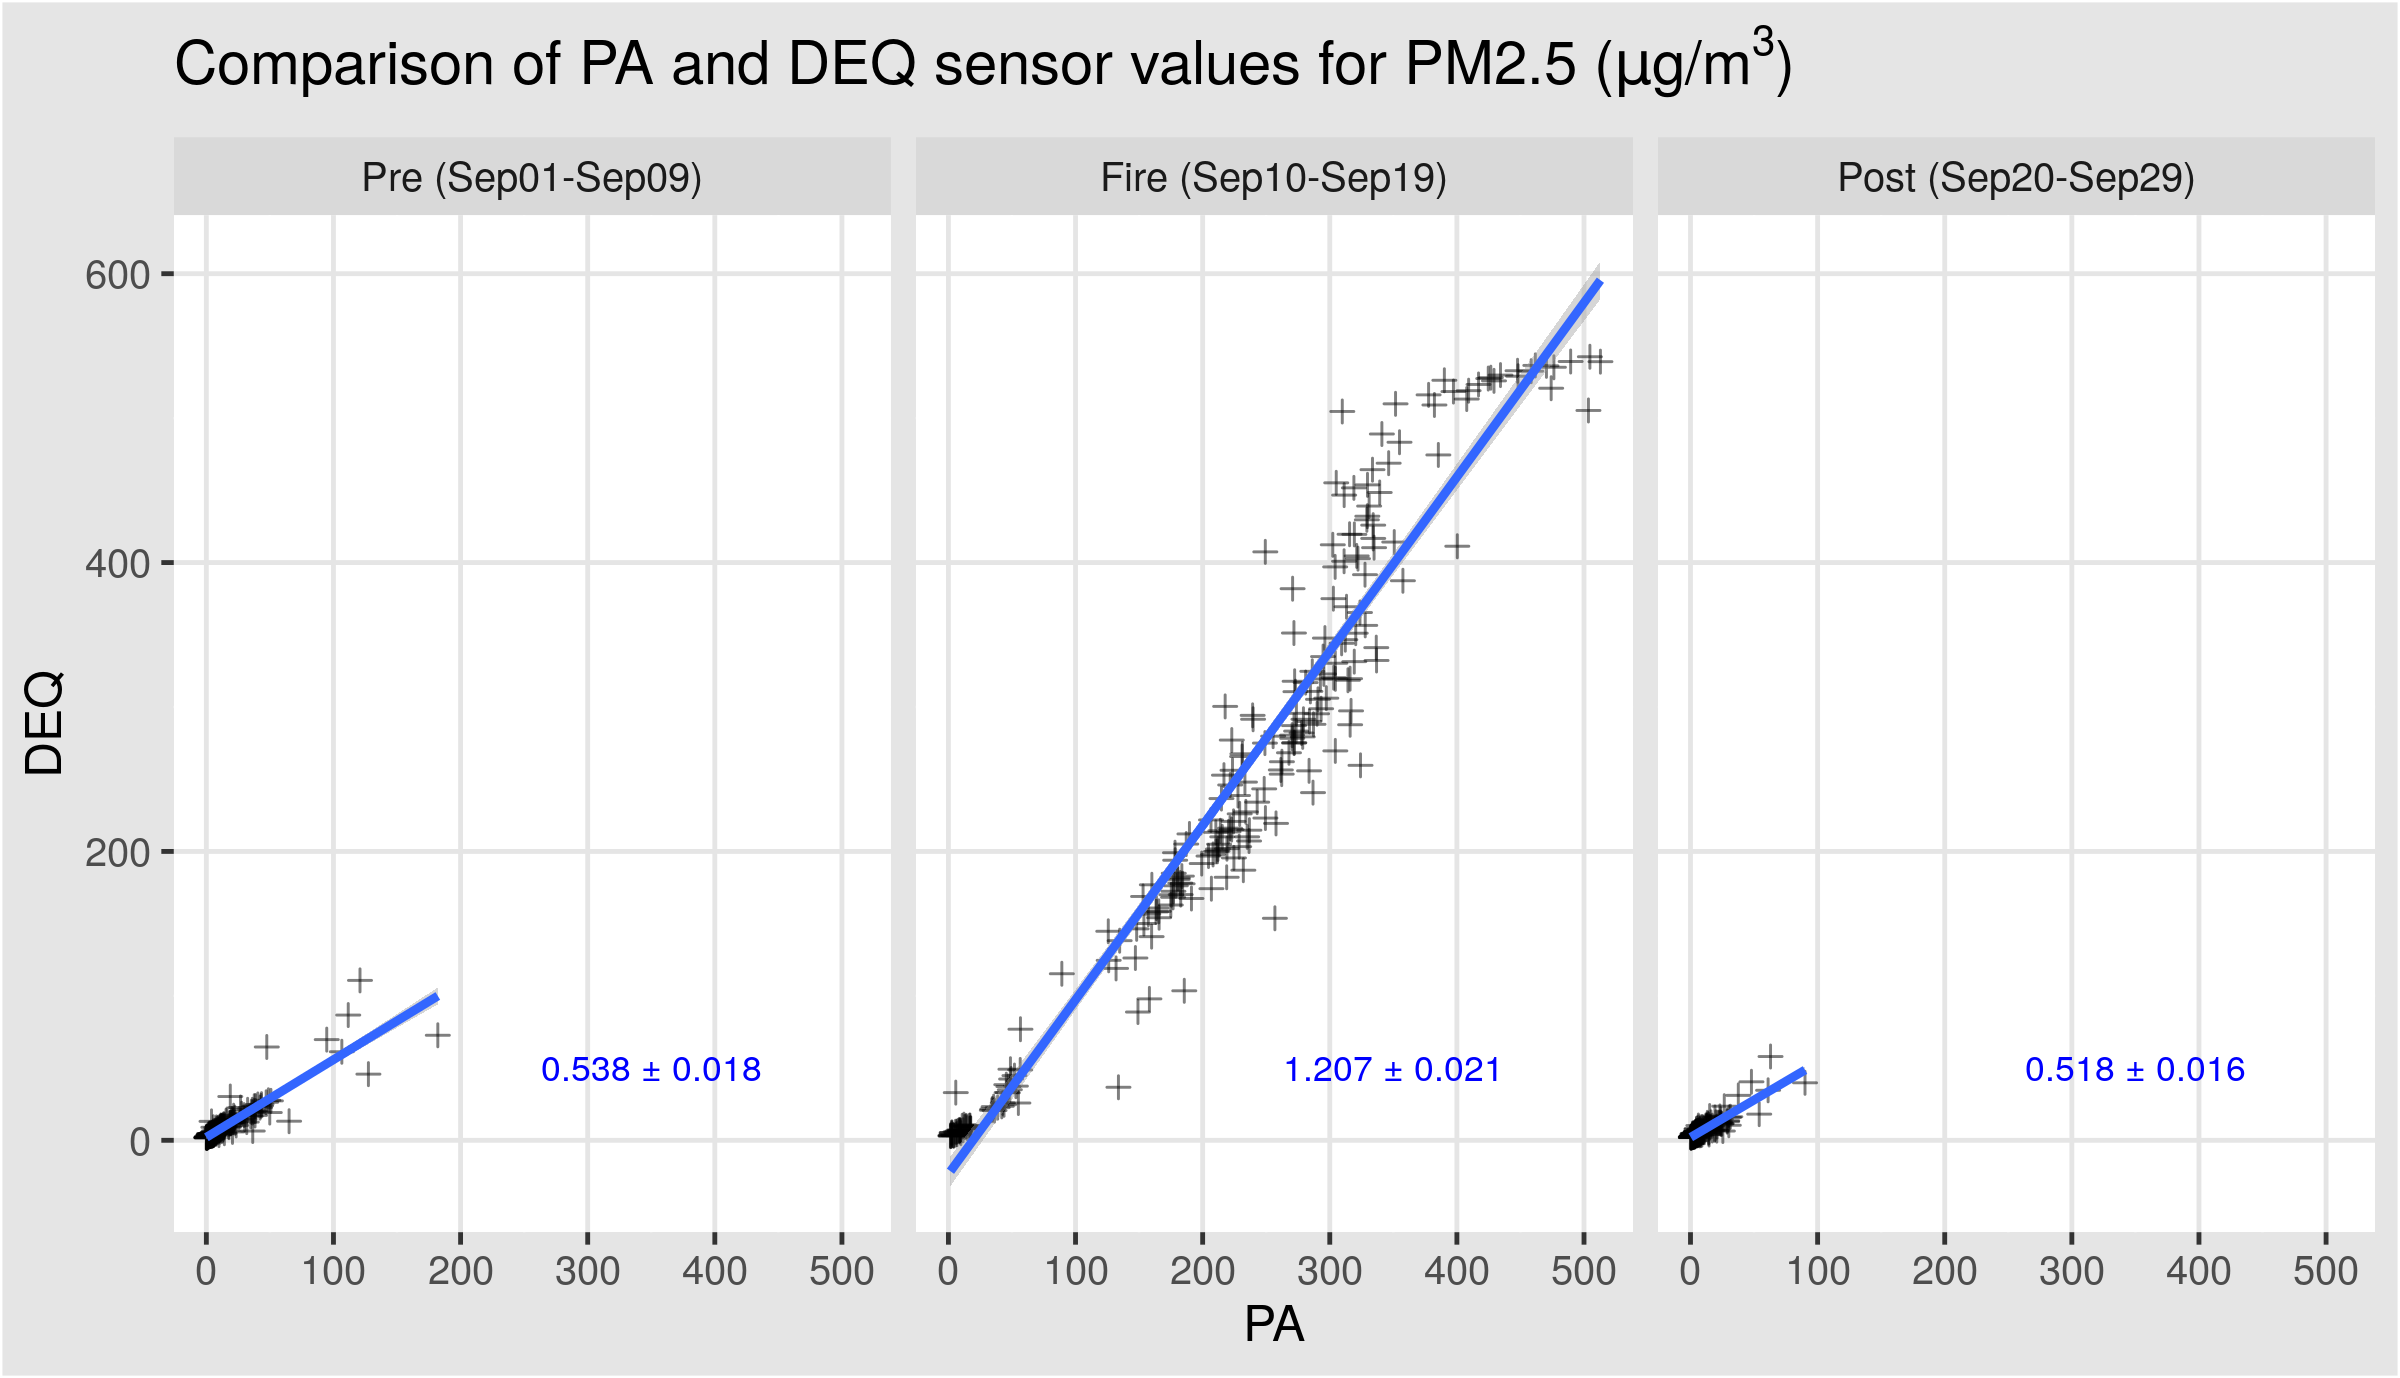 Comparison of PA and DEQ sensor values for PM2.5 (µg/m³)
Pre (Sep01-Sep09)
Fire (Sep10-Sep19)
Post (Sep20-Sep29)
600
400
200
0
DEQ
0.538 ± 0.018
1.207 ± 0.021
0.518 ± 0.016
0 100 200 300 400 500
0 100 200 300 400 500
0 100 200 300 400 500
PA